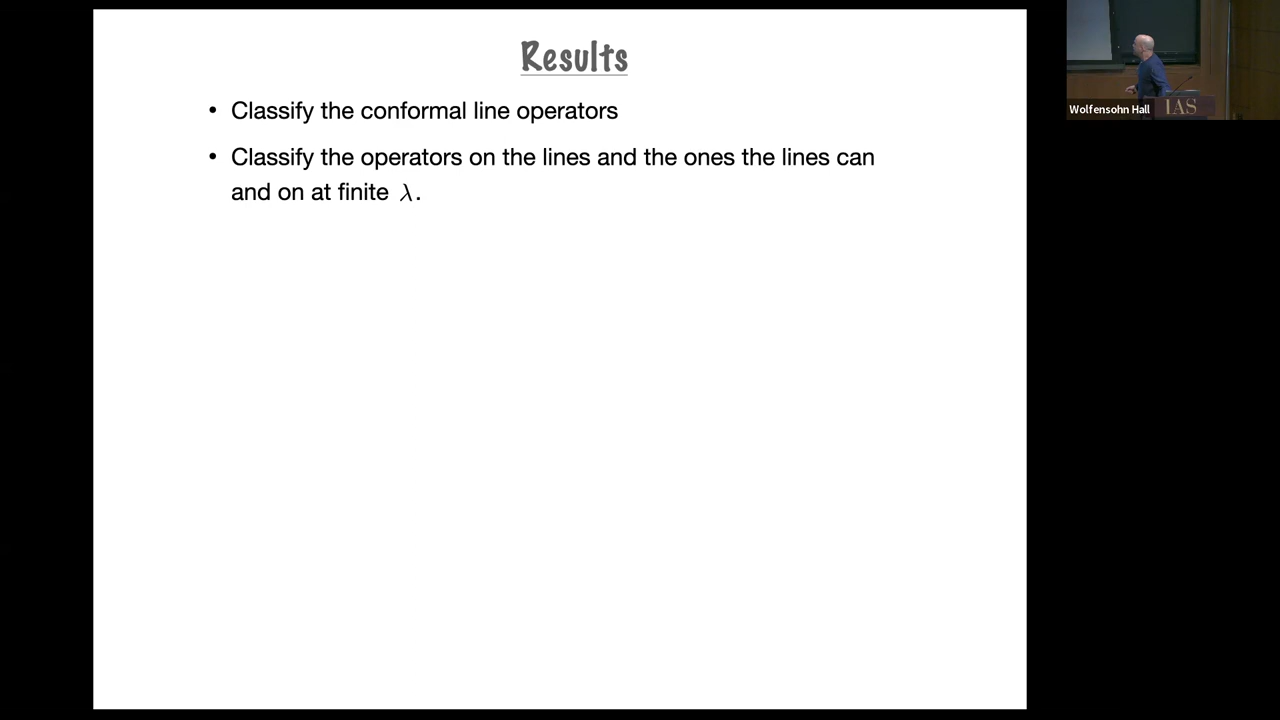 Results
• Classify the conformal line operators
• Classify the operators on the lines and the ones the lines can
and on at finite λ.
Wolfensohn Hall
IAS